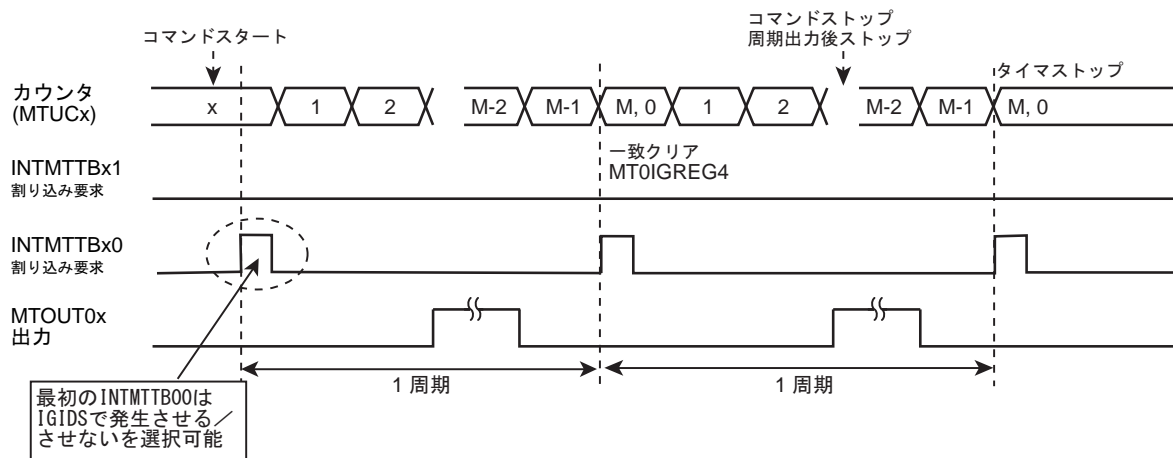 コマンドスタート
コマンドストップ
周期出力後ストップ
タイマストップ
カウンタ
(MTUCx)
x 1 2 M-2 M-1 M, 0 1 2 M-2 M-1 M, 0
一致クリア
MT0IGREG4
INTMTTBx1
割り込み要求
INTMTTBx0
割り込み要求
MTOUT0x
出力
1 周期 1 周期
最初のINTMTTB00は
IGIDSで発生させる／
させないを選択可能